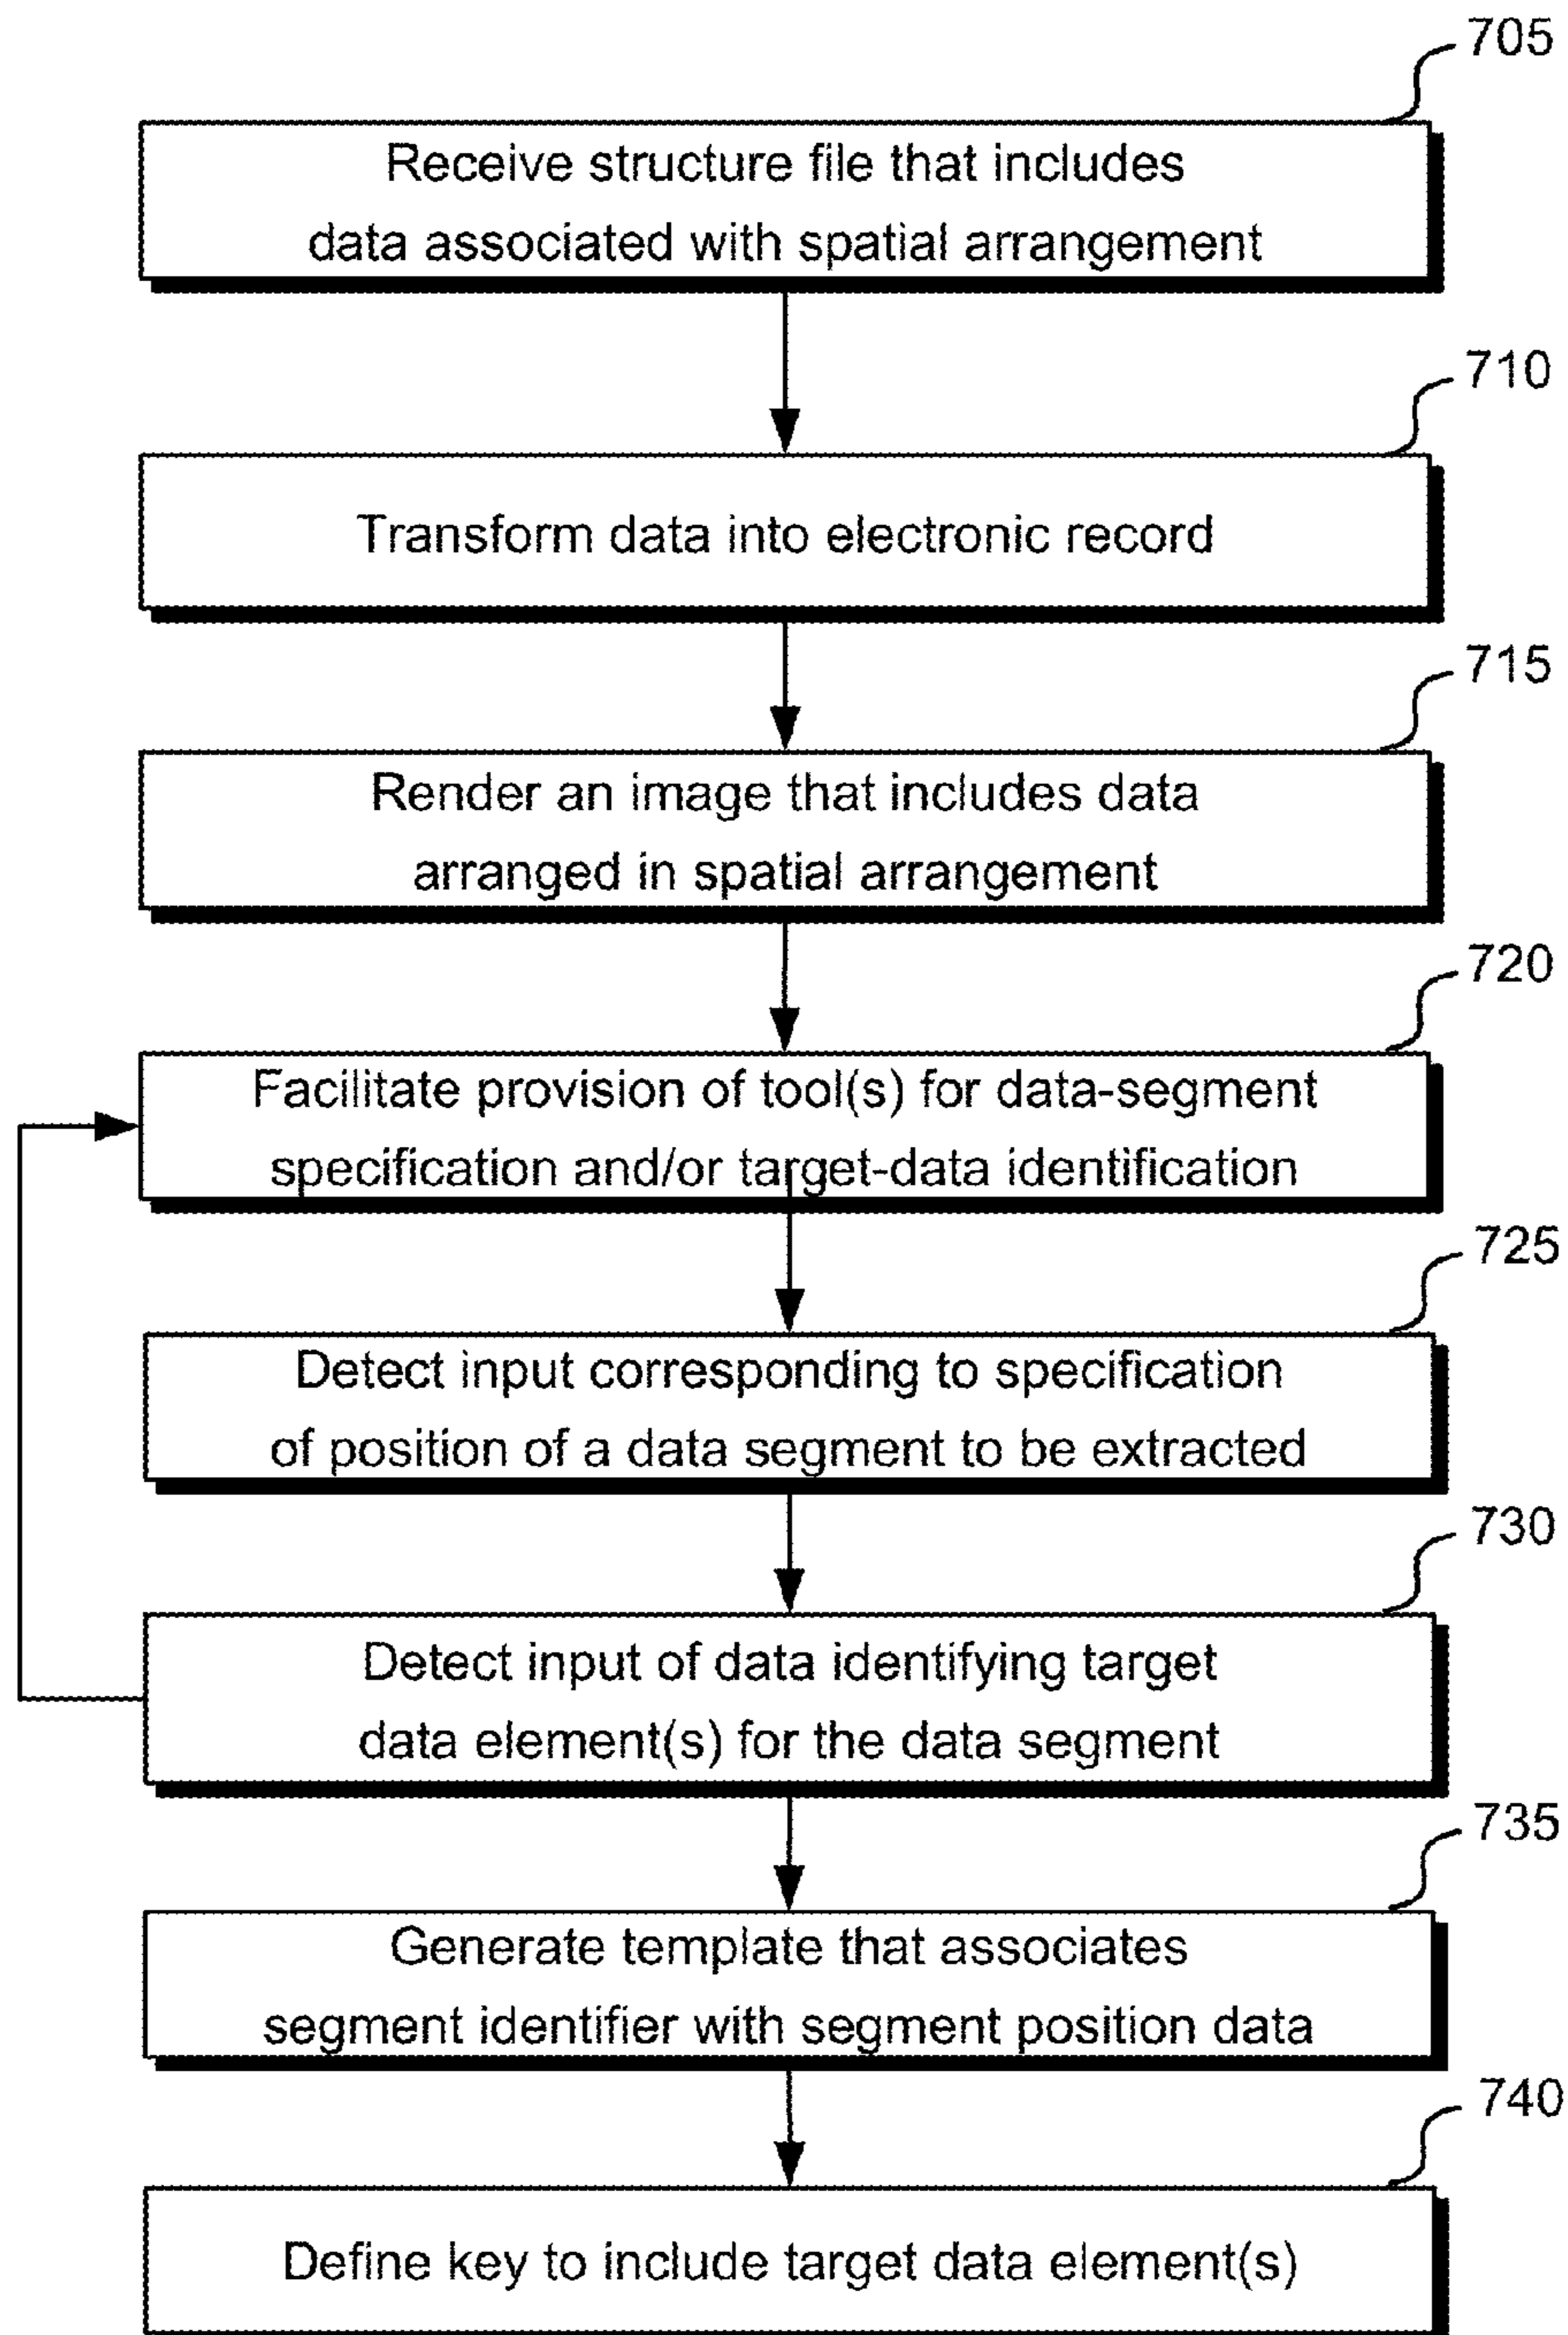 705
Receive structure file that includes
data associated with spatial arrangement
710
Transform data into electronic record
715
Render an image that includes data
arranged in spatial arrangement
720
Facilitate provision of tool(s) for data-segment
specification and/or target-data identification
725
Detect input corresponding to specification
of position of a data segment to be extracted
730
Detect input of data identifying target
data element(s) for the data segment
735
Generate template that associates
segment identifier with segment position data
740
Define key to include target data element(s)